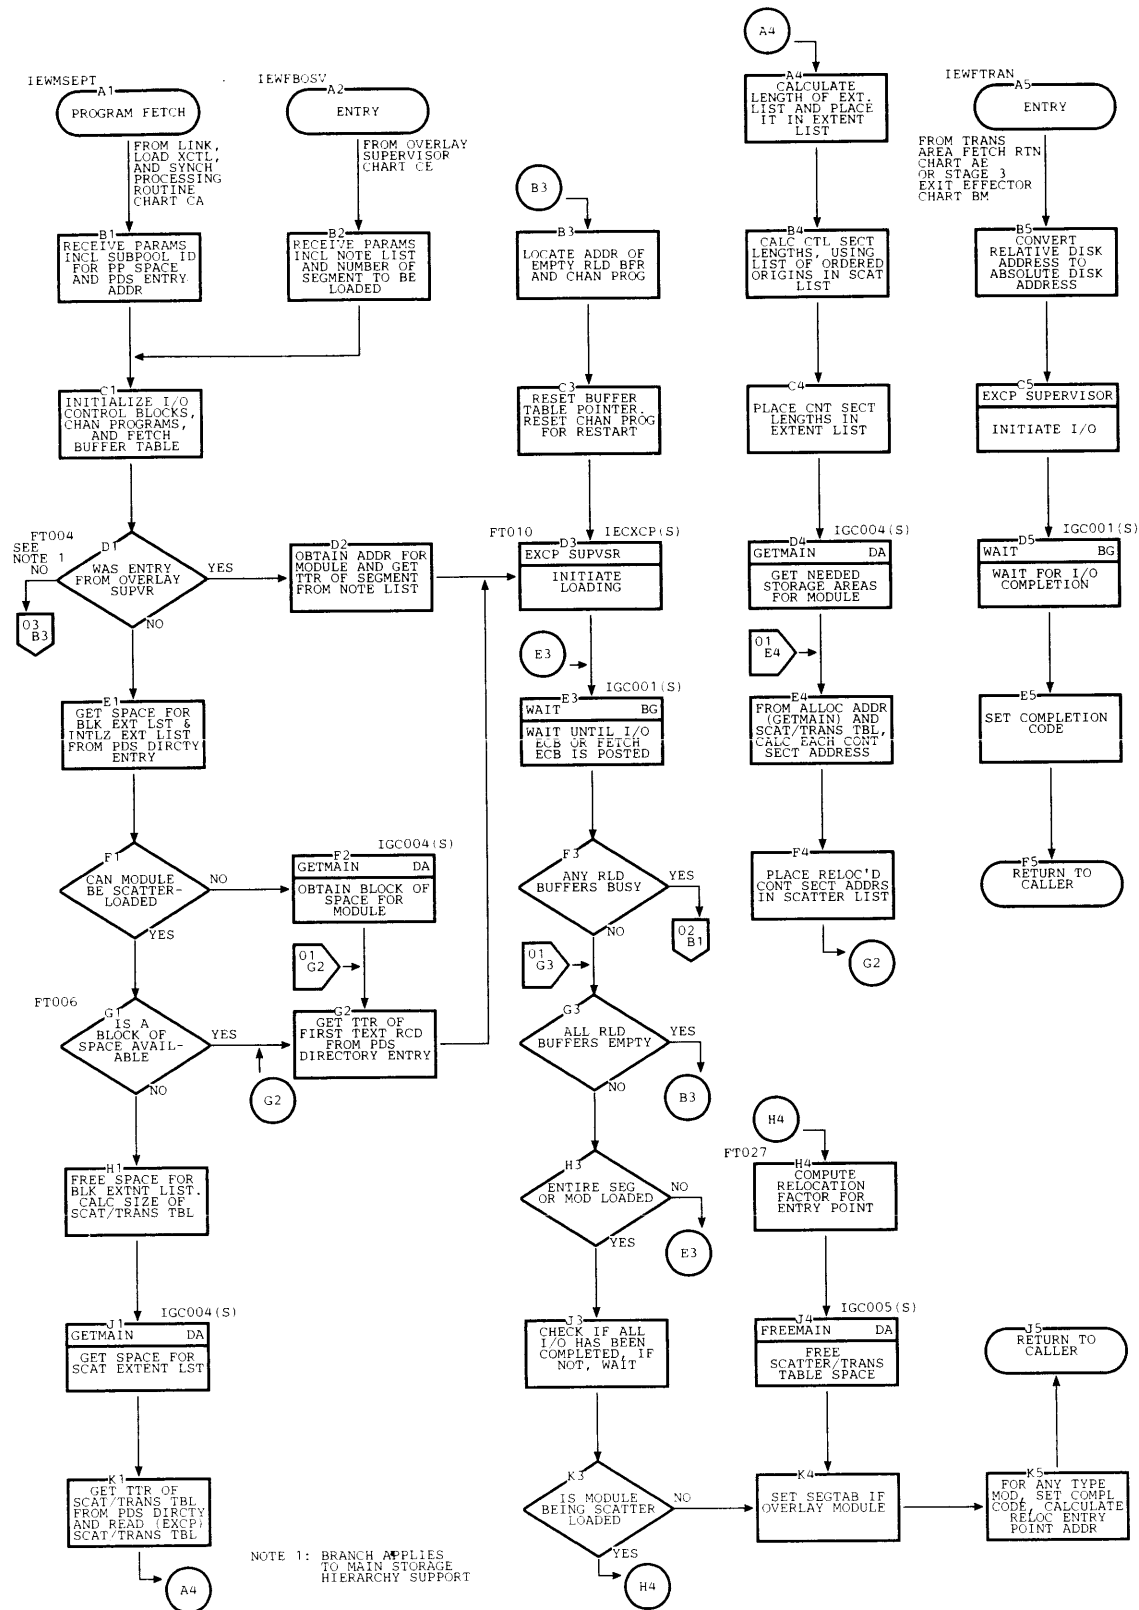 IEWMSEPT
A1
PROGRAM FETCH
FROM LINK,
LOAD XCTL,
AND SYNCH
PROCESSING
ROUTINE
CHART CA
B1
RECEIVE PARAMS
INCL SUBPOOL ID
FOR PP SPACE
AND PDS ENTRY
ADDR
C1
INITIALIZE I/O
CONTROL BLOCKS,
CHAN PROGRAMS,
AND FETCH
BUFFER TABLE
FT004
SEE
NOTE 1
NO
D1
WAS ENTRY
FROM OVERLAY
SUPVR
YES
NO
03
B3
E1
GET SPACE FOR
BLK EXT LST &
INTLZ EXT LIST
FROM PDS DIRCTY
ENTRY
F1
CAN MODULE
BE SCATTER-
LOADED
NO
YES
FT006
G1
IS A
BLOCK OF
SPACE AVAIL-
ABLE
YES
NO
H1
FREE SPACE FOR
BLK EXTNT LIST.
CALC SIZE OF
SCAT/TRANS TBL
IGC004(S)
J1
GETMAIN DA
GET SPACE FOR
SCAT EXTENT LST
K1
GET TTR OF
SCAT/TRANS TBL
FROM PDS DIRCTY
AND READ (EXCP)
SCAT/TRANS TBL
A4
IEWFBOSV
A2
ENTRY
FROM OVERLAY
SUPERVISOR
CHART CE
B2
RECEIVE PARAMS
INCL NOTE LIST
AND NUMBER OF
SEGMENT TO BE
LOADED
D2
OBTAIN ADDR FOR
MODULE AND GET
TTR OF SEGMENT
FROM NOTE LIST
IGC004(S)
F2
GETMAIN DA
OBTAIN BLOCK OF
SPACE FOR
MODULE
01
G2
G2
GET TTR OF
FIRST TEXT RCD
FROM PDS
DIRECTORY ENTRY
G2
NOTE 1: BRANCH APPLIES
TO MAIN STORAGE
HIERARCHY SUPPORT
B3
B3
LOCATE ADDR OF
EMPTY RLD BFR
AND CHAN PROG
C3
RESET BUFFER
TABLE POINTER.
RESET CHAN PROG
FOR RESTART
FT010
IECXCP(S)
D3
EXCP SUPVSR
INITIATE
LOADING
E3
IGC001(S)
E3
WAIT BG
WAIT UNTIL I/O
ECB OR FETCH
ECB IS POSTED
F3
ANY RLD
BUFFERS BUSY
YES
NO
02
B1
01
G3
G3
ALL RLD
BUFFERS EMPTY
YES
NO
B3
H3
ENTIRE SEG
OR MOD LOADED
NO
YES
E3
J3
CHECK IF ALL
I/O HAS BEEN
COMPLETED, IF
NOT, WAIT
K3
IS MODULE
BEING SCATTER
LOADED
NO
YES
H4
A4
A4
CALCULATE
LENGTH OF EXT.
LIST AND PLACE
IT IN EXTENT
LIST
B4
CALC CTL SECT
LENGTHS, USING
LIST OF ORDERED
ORIGINS IN SCAT
LIST
C4
PLACE CNT SECT
LENGTHS IN
EXTENT LIST
IGC004(S)
D4
GETMAIN DA
GET NEEDED
STORAGE AREAS
FOR MODULE
01
E4
E4
FROM ALLOC ADDR
(GETMAIN) AND
SCAT/TRANS TBL,
CALC EACH CONT
SECT ADDRESS
F4
PLACE RELOC'D
CONT SECT ADDRS
IN SCATTER LIST
G2
H4
FT027
H4
COMPUTE
RELOCATION
FACTOR FOR
ENTRY POINT
IGC005(S)
J4
FREEMAIN DA
FREE
SCATTER/TRANS
TABLE SPACE
K4
SET SEGTAB IF
OVERLAY MODULE
IEWFTRAN
A5
ENTRY
FROM TRANS
AREA FETCH RTN
CHART AE
OR STAGE 3
EXIT EFFECTOR
CHART BM
B5
CONVERT
RELATIVE DISK
ADDRESS TO
ABSOLUTE DISK
ADDRESS
C5
EXCP SUPERVISOR
INITIATE I/O
IGC001(S)
D5
WAIT BG
WAIT FOR I/O
COMPLETION
E5
SET COMPLETION
CODE
F5
RETURN TO
CALLER
J5
RETURN TO
CALLER
K5
FOR ANY TYPE
MOD, SET COMPL
CODE, CALCULATE
RELOC ENTRY
POINT ADDR